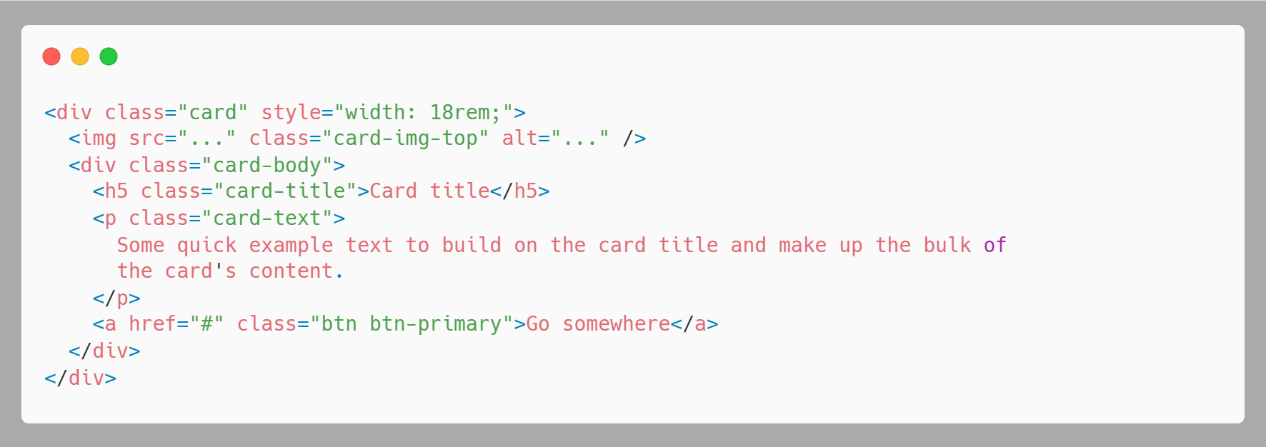 <div class="card" style="width: 18rem;">
  <img src="..." class="card-img-top" alt="..." />
  <div class="card-body">
    <h5 class="card-title">Card title</h5>
    <p class="card-text">
      Some quick example text to build on the card title and make up the bulk of
      the card's content.
    </p>
    <a href="#" class="btn btn-primary">Go somewhere</a>
  </div>
</div>